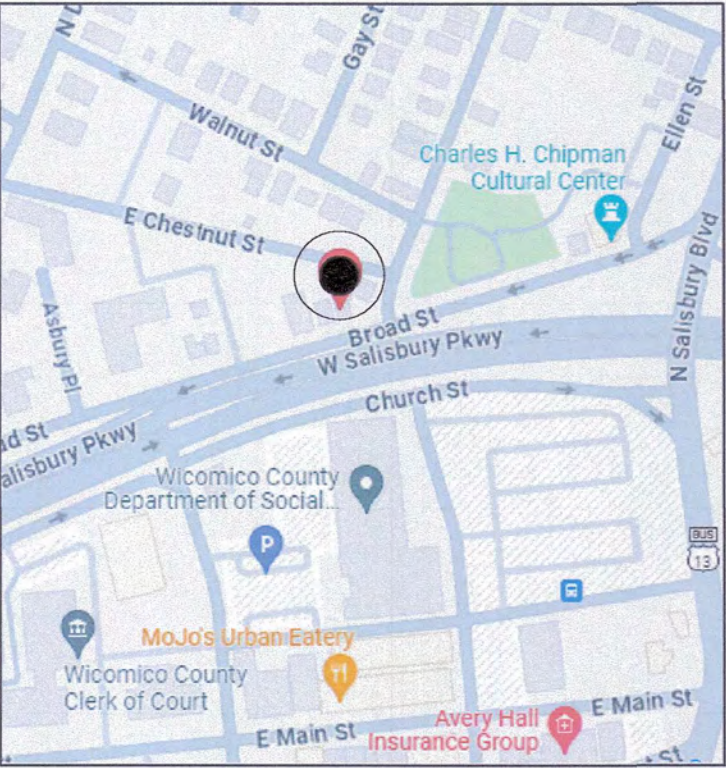 N D
Gay St
Walnut St
Ellen St
Charles H. Chipman
Cultural Center
E Chestnut St
N Salisbury Blvd
Asbury Pl
Broad St
W Salisbury Pkwy
Church St
ad St
alisbury Pkwy
Wicomico County
Department of Social...
P
BUS
13
MoJo's Urban Eatery
Wicomico County
Clerk of Court
E Main St
Avery Hall
Insurance Group
E Main St
St